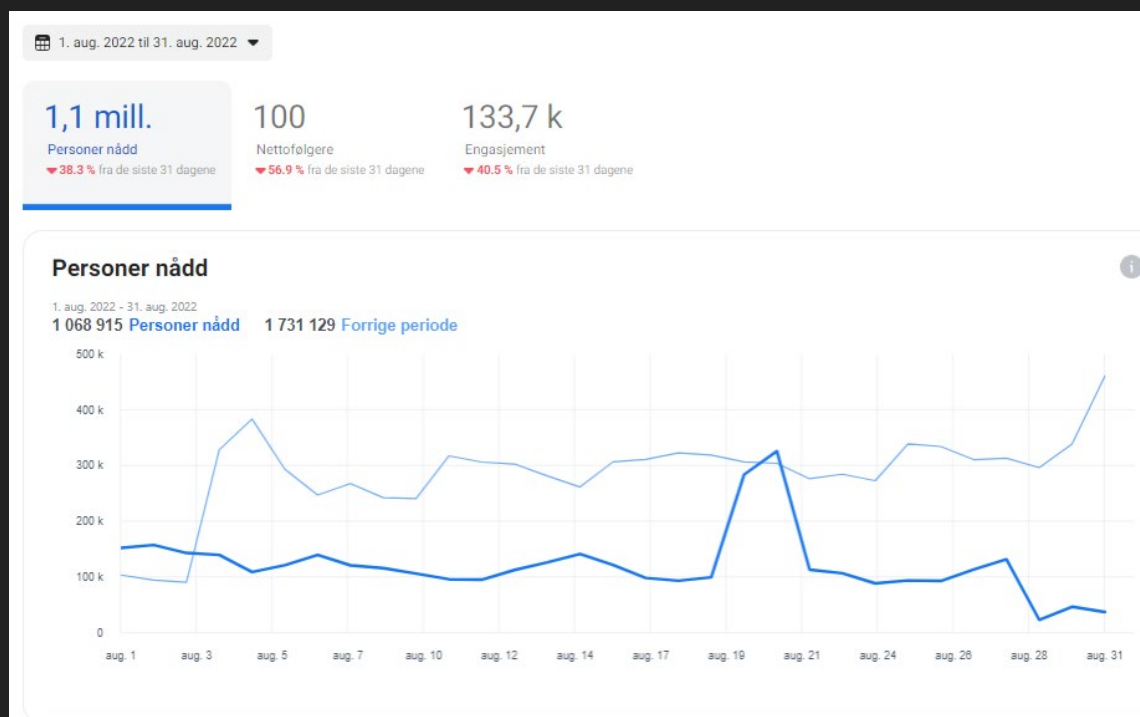 1. aug. 2022 til 31. aug. 2022
1,1 mill.
Personer nådd
38.3 % fra de siste 31 dagene
100
Nettofølgere
56.9 % fra de siste 31 dagene
133,7 k
Engasjement
40.5 % fra de siste 31 dagene
Personer nådd
1. aug. 2022 - 31. aug. 2022
1 068 915 Personer nådd 1 731 129 Forrige periode
500 k
400 k
300 k
200 k
100 k
0
aug. 1 aug. 3 aug. 5 aug. 7 aug. 10 aug. 12 aug. 14 aug. 17 aug. 19 aug. 21 aug. 24 aug. 26 aug. 28 aug. 31